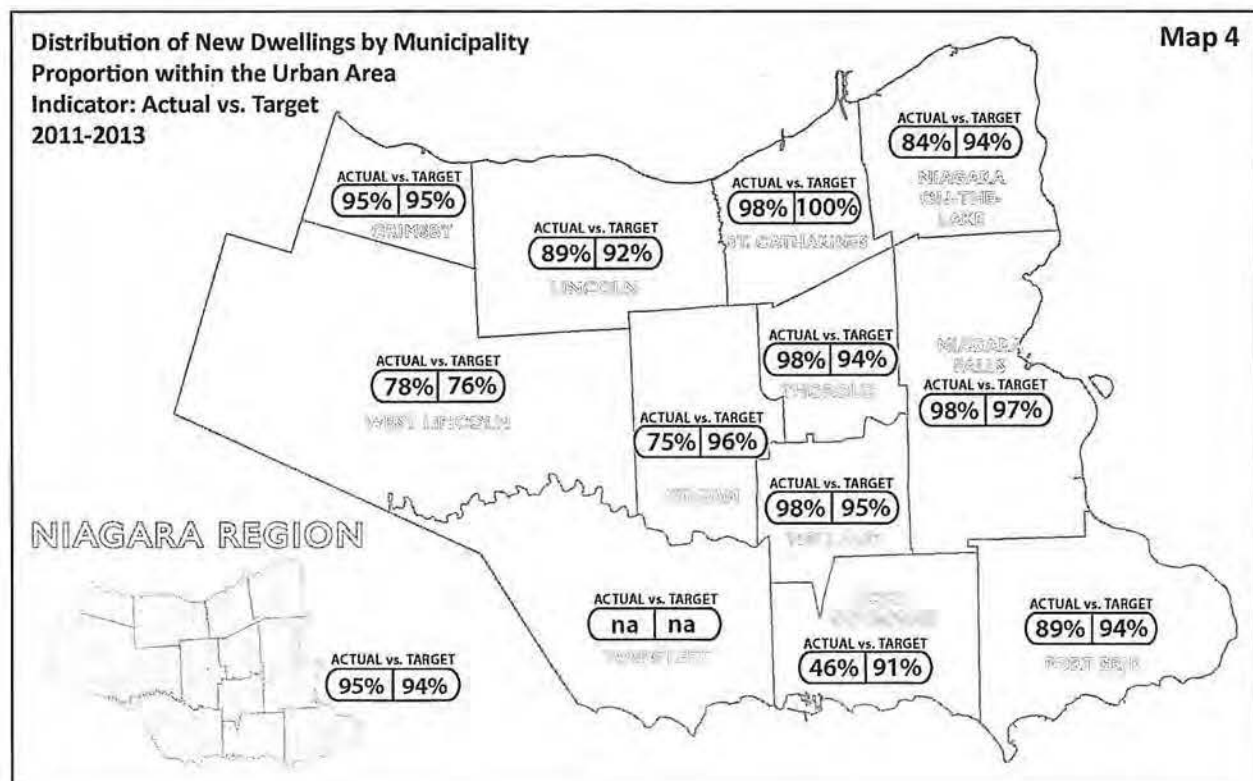 Distribution of New Dwellings by Municipality
Proportion within the Urban Area
Indicator: Actual vs. Target
2011-2013
Map 4
ACTUAL vs. TARGET
84% 94%
NIAGARA
ON-THE-
LAKE
ACTUAL vs. TARGET
95% 95%
GRIMSBY
ACTUAL vs. TARGET
98% 100%
ST. CATHARINES
ACTUAL vs. TARGET
89% 92%
LINCOLN
ACTUAL vs. TARGET
98% 94%
THOROLD
NIAGARA
FALLS
ACTUAL vs. TARGET
98% 97%
ACTUAL vs. TARGET
78% 76%
WEST LINCOLN
ACTUAL vs. TARGET
75% 96%
PELHAM
ACTUAL vs. TARGET
98% 95%
WELLAND
NIAGARA REGION
ACTUAL vs. TARGET
95% 94%
ACTUAL vs. TARGET
na na
WAINFLEET
PORT
COLBORNE
ACTUAL vs. TARGET
46% 91%
ACTUAL vs. TARGET
89% 94%
FORT ERIE